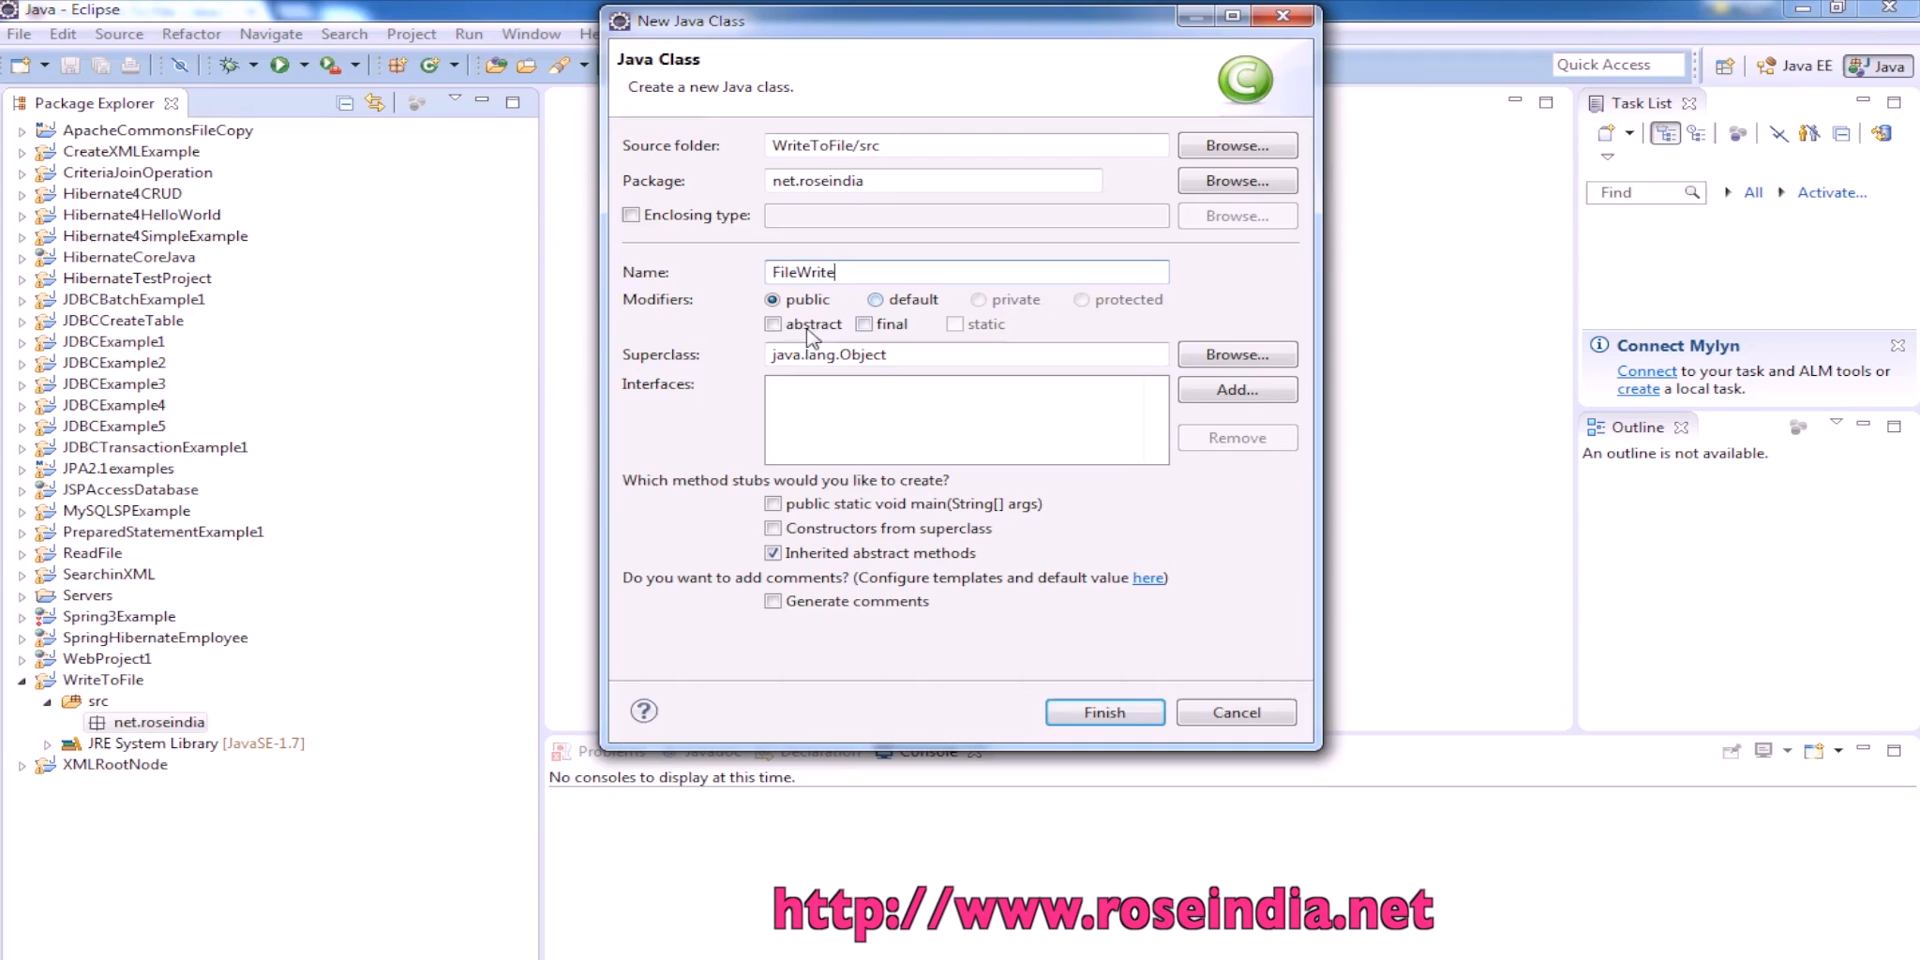 Java - Eclipse
File Edit Source Refactor Navigate Search Project Run Window He
Quick Access
Java EE
Java
Package Explorer
ApacheCommonsFileCopy
CreateXMLExample
CriteriaJoinOperation
Hibernate4CRUD
Hibernate4HelloWorld
Hibernate4SimpleExample
HibernateCoreJava
HibernateTestProject
JDBCBatchExample1
JDBCCreateTable
JDBCExample1
JDBCExample2
JDBCExample3
JDBCExample4
JDBCExample5
JDBCTransactionExample1
JPA2.1examples
JSPAccessDatabase
MySQLSPExample
PreparedStatementExample1
ReadFile
SearchinXML
Servers
Spring3Example
SpringHibernateEmployee
WebProject1
WriteToFile
src
net.roseindia
JRE System Library [JavaSE-1.7]
XMLRootNode
New Java Class
Java Class
Create a new Java class.
C
Source folder: WriteToFile/src Browse...
Package: net.roseindia Browse...
Enclosing type: Browse...
Name: FileWrite
Modifiers: public default private protected
abstract final static
Superclass: java.lang.Object Browse...
Interfaces: Add...
Remove
Which method stubs would you like to create?
public static void main(String[] args)
Constructors from superclass
Inherited abstract methods
Do you want to add comments? (Configure templates and default value here)
Generate comments
? Finish Cancel
Problems Javadoc Declaration Console
No consoles to display at this time.
Task List
Find All Activate...
Connect Mylyn
Connect to your task and ALM tools or
create a local task.
Outline
An outline is not available.
http://www.roseindia.net